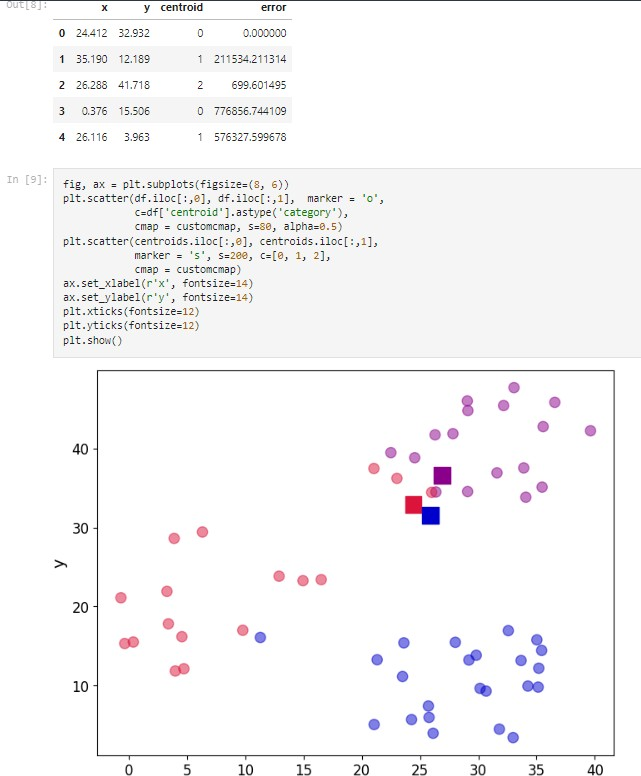 Out[8]:
x y centroid error
0 24.412 32.932 0 0.000000
1 35.190 12.189 1 211534.211314
2 26.288 41.718 2 699.601495
3 0.376 15.506 0 776856.744109
4 26.116 3.963 1 576327.599678
In [9]:
fig, ax = plt.subplots(figsize=(8, 6))
plt.scatter(df.iloc[:,0], df.iloc[:,1],  marker = 'o',
            c=df['centroid'].astype('category'),
            cmap = customcmap, s=80, alpha=0.5)
plt.scatter(centroids.iloc[:,0], centroids.iloc[:,1],
            marker = 's', s=200, c=[0, 1, 2],
            cmap = customcmap)
ax.set_xlabel(r'x', fontsize=14)
ax.set_ylabel(r'y', fontsize=14)
plt.xticks(fontsize=12)
plt.yticks(fontsize=12)
plt.show()
40
30
y
20
10
0 5 10 15 20 25 30 35 40